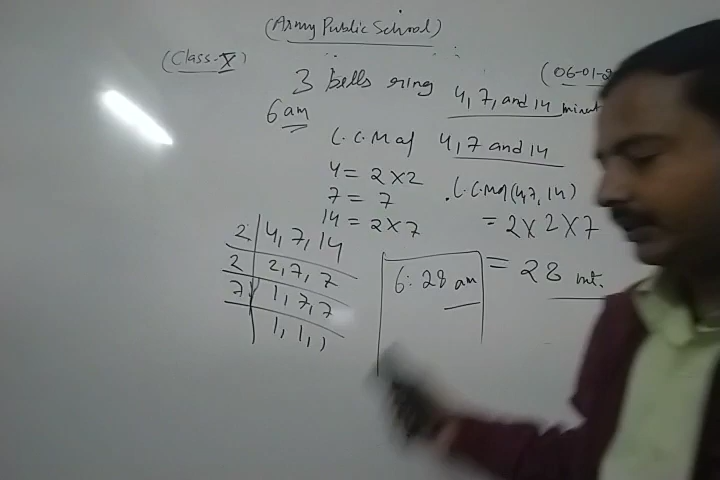 (Army Public School)
(Class-X)
(06-01-2
3 Bells ring 4, 7, and 14 minut
6 am
L.C.M of 4, 7 and 14
4 = 2 × 2
7 = 7
14 = 2 × 7
L.C.M of (4, 7, 14)
= 2 × 2 × 7
= 28 mt.
2 | 4, 7, 14
2 | 2, 7, 7
7 | 1, 7, 7
1, 1, 1
6:28 am